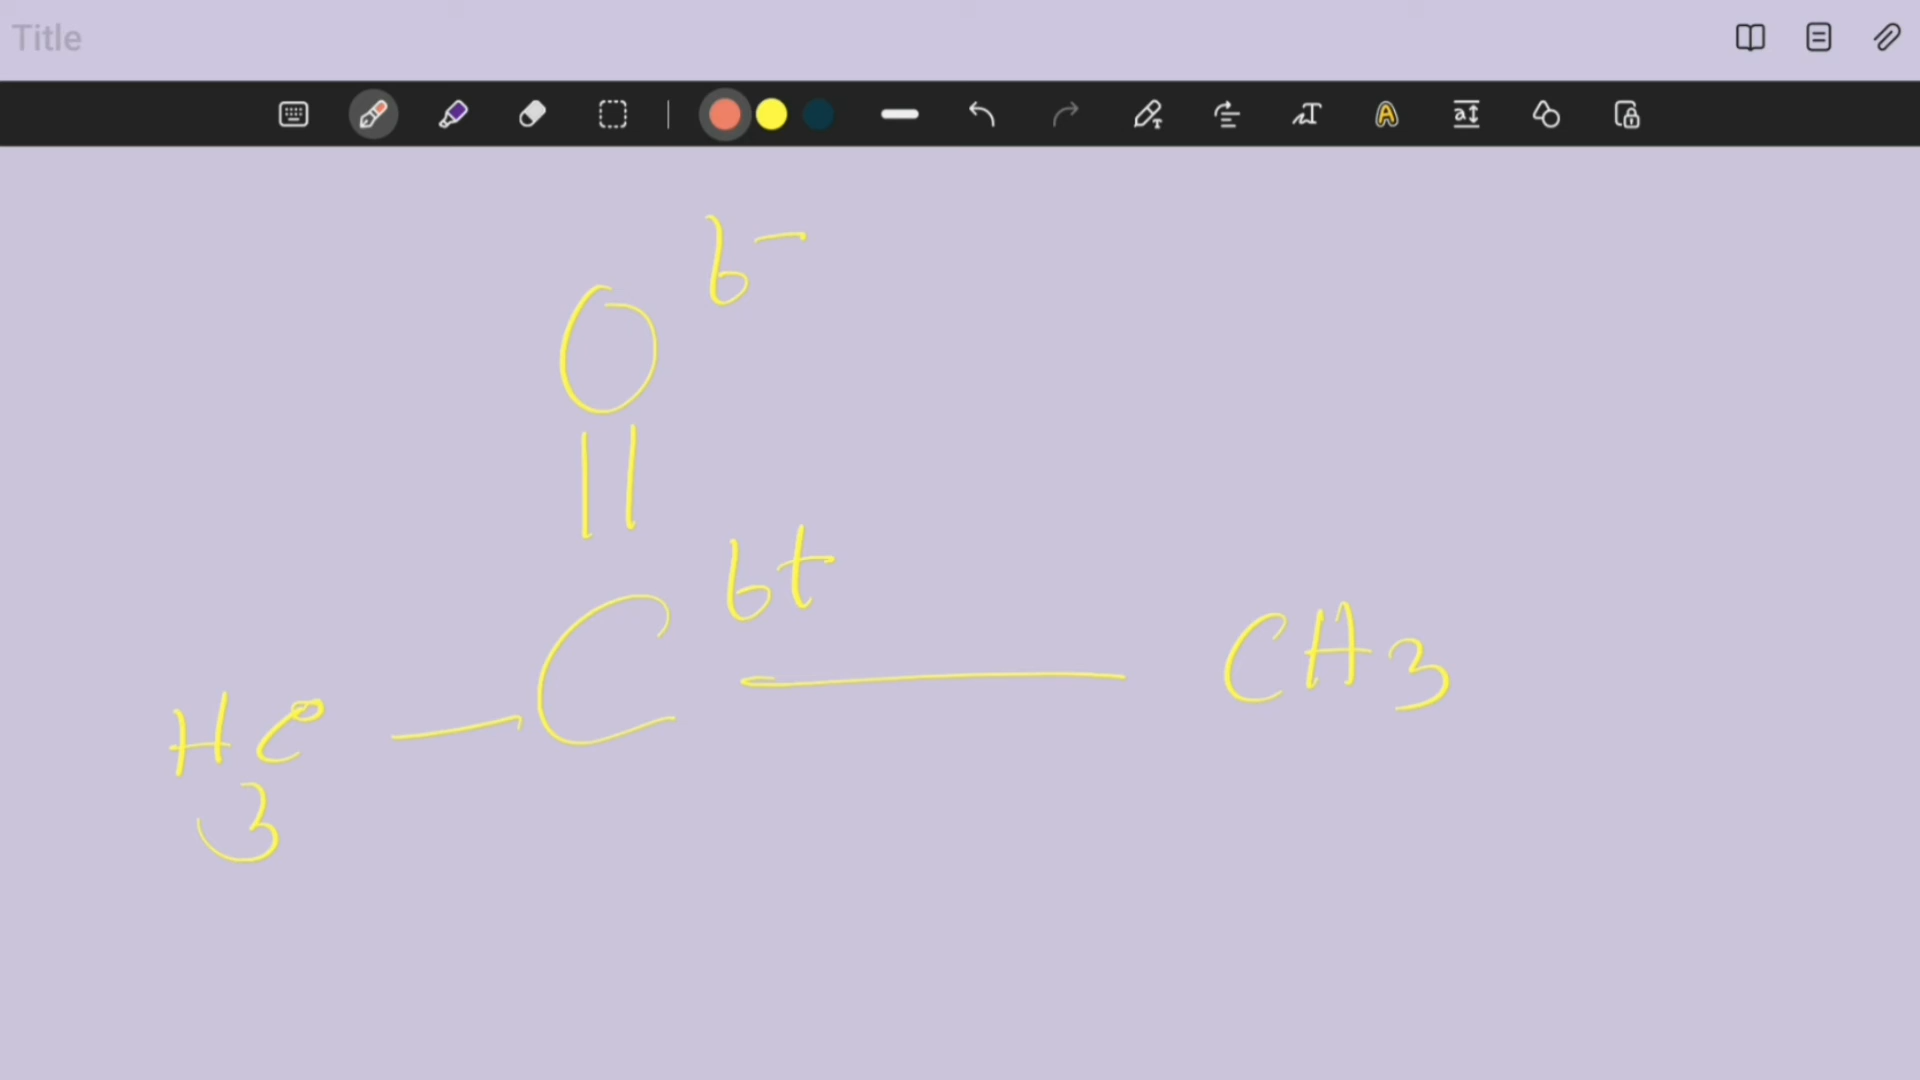 Title
δ-
O
||
δ+
H3C — C — CH3